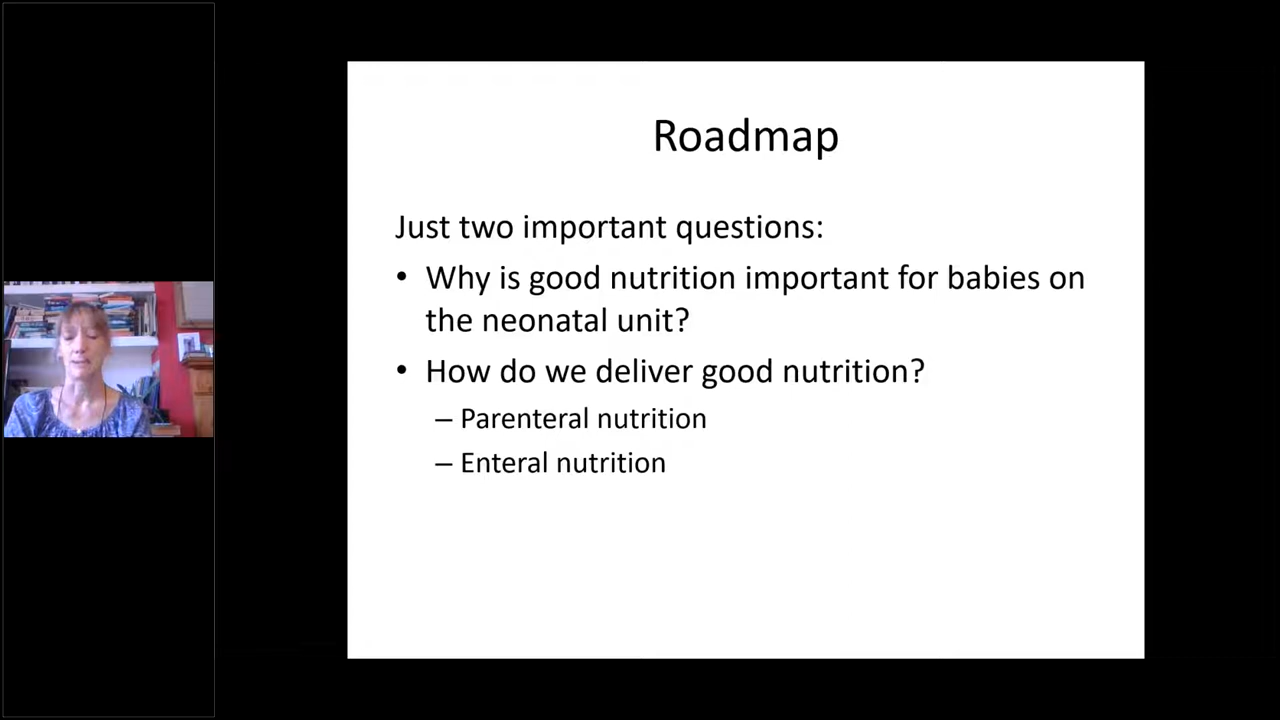 Roadmap
Just two important questions:
• Why is good nutrition important for babies on
the neonatal unit?
• How do we deliver good nutrition?
– Parenteral nutrition
– Enteral nutrition